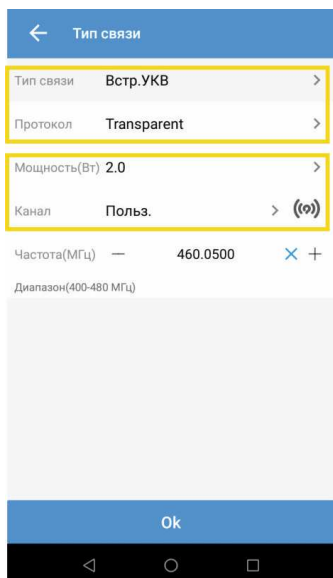 Тип связи
Тип связи Встр.УКВ
Протокол Transparent
Мощность(Вт) 2.0
Канал Польз.
Частота(МГц) — 460.0500 × +
Диапазон(400-480 МГц)
Ok